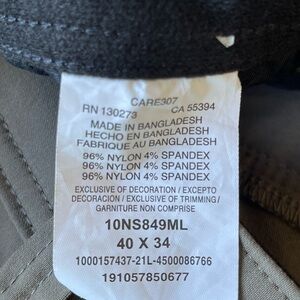 CARE307
RN 130273 CA 55394
MADE IN BANGLADESH
HECHO EN BANGLADESH
FABRIQUE AU BANGLADESH
96% NYLON 4% SPANDEX
96% NYLON 4% SPANDEX
96% NYLON 4% SPANDEX
EXCLUSIVE OF DECORATION / EXCEPTO
DECORACIÓN / EXCLUSIVE OF TRIMMING /
GARNITURE NON COMPRISE
10NS849ML
40 X 34
1000157437-21L-4500086766
191057850677